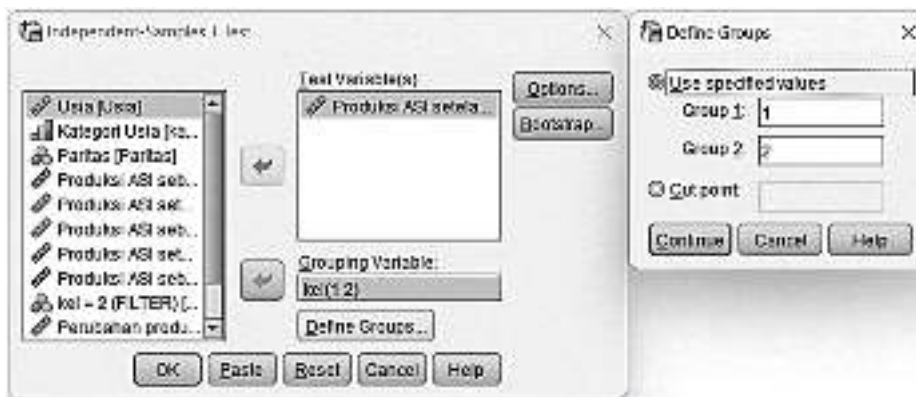 Independent-Samples T Test
Usia [Usia]
Kategori Usia [ka...
Paritas [Paritas]
Produksi ASI seb...
Produksi ASI set...
Produksi ASI seb...
Produksi ASI set...
Produksi ASI seb...
kel = 2 (FILTER) [...
Perubahan produ...
Test Variable(s)
Produksi ASI setela...
Grouping Variable:
kel(1 2)
Define Groups...
Options...
Bootstrap...
OK
Paste
Reset
Cancel
Help
Define Groups
Use specified values
Group 1:
1
Group 2
2
Cut point
Continue
Cancel
Help